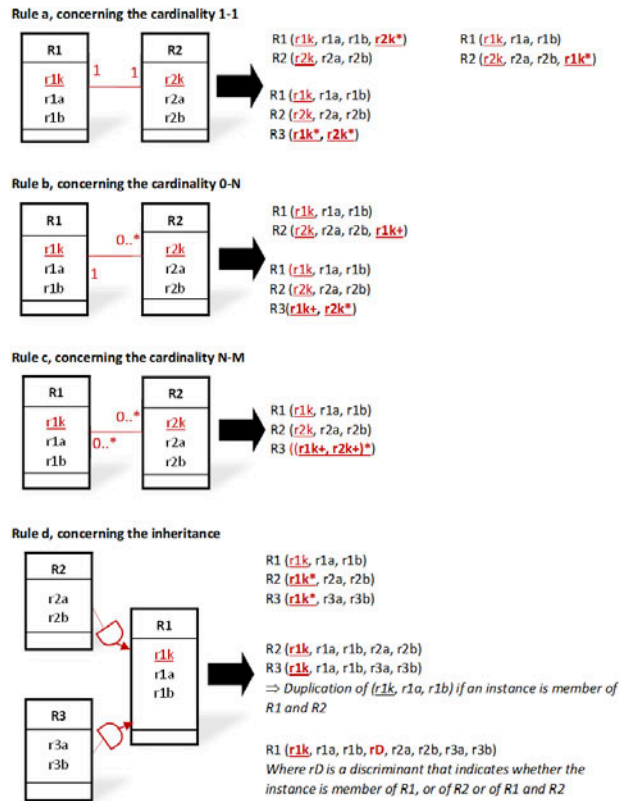 Rule a, concerning the cardinality 1-1
R1
r1k
r1a
r1b
1
1
R2
r2k
r2a
r2b
R1 (r1k, r1a, r1b, r2k*)
R2 (r2k, r2a, r2b)
R1 (r1k, r1a, r1b)
R2 (r2k, r2a, r2b, r1k*)
R1 (r1k, r1a, r1b)
R2 (r2k, r2a, r2b)
R3 (r1k*, r2k*)
Rule b, concerning the cardinality 0-N
R1
r1k
r1a
r1b
1
0..*
R2
r2k
r2a
r2b
R1 (r1k, r1a, r1b)
R2 (r2k, r2a, r2b, r1k+)
R1 (r1k, r1a, r1b)
R2 (r2k, r2a, r2b)
R3(r1k+, r2k*)
Rule c, concerning the cardinality N-M
R1
r1k
r1a
r1b
0..*
0..*
R2
r2k
r2a
r2b
R1 (r1k, r1a, r1b)
R2 (r2k, r2a, r2b)
R3 ((r1k+, r2k+)*)
Rule d, concerning the inheritance
R2
r2a
r2b
R3
r3a
r3b
R1
r1k
r1a
r1b
R1 (r1k, r1a, r1b)
R2 (r1k*, r2a, r2b)
R3 (r1k*, r3a, r3b)
R2 (r1k, r1a, r1b, r2a, r2b)
R3 (r1k, r1a, r1b, r3a, r3b)
⇒ Duplication of (r1k, r1a, r1b) if an instance is member of
R1 and R2
R1 (r1k, r1a, r1b, rD, r2a, r2b, r3a, r3b)
Where rD is a discriminant that indicates whether the
instance is member of R1, or of R2 or of R1 and R2